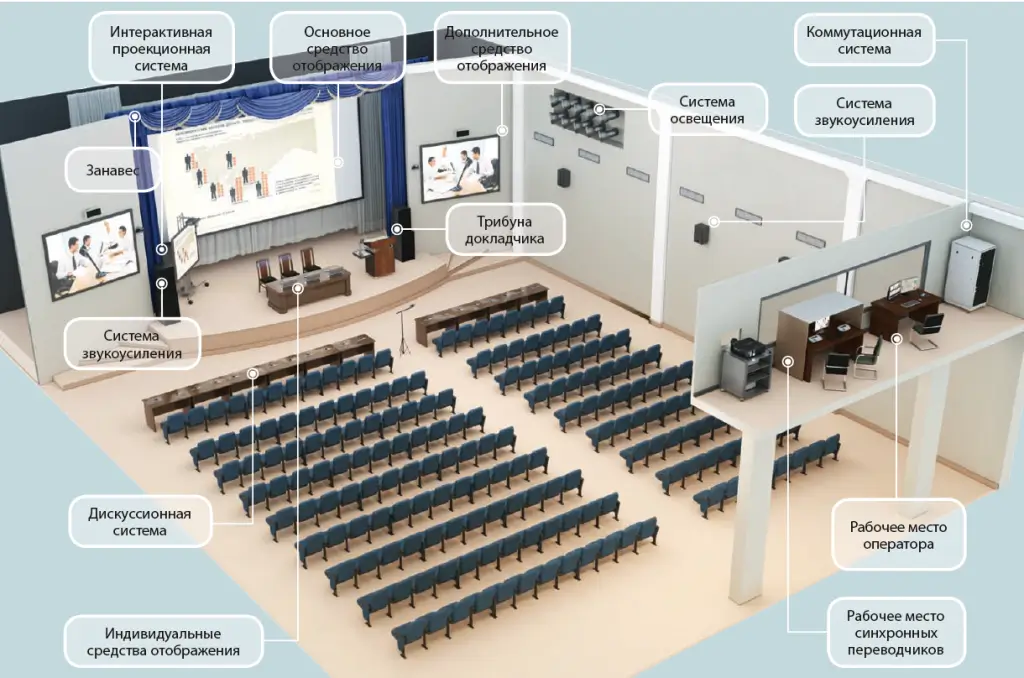 Интерактивная
проекционная
система
Основное
средство
отображения
Дополнительное
средство
отображения
Коммутационная
система
Система
освещения
Система
звукоусиления
Занавес
Трибуна
докладчика
Система
звукоусиления
Дискуссионная
система
Рабочее место
оператора
Индивидуальные
средства отображения
Рабочее место
синхронных
переводчиков